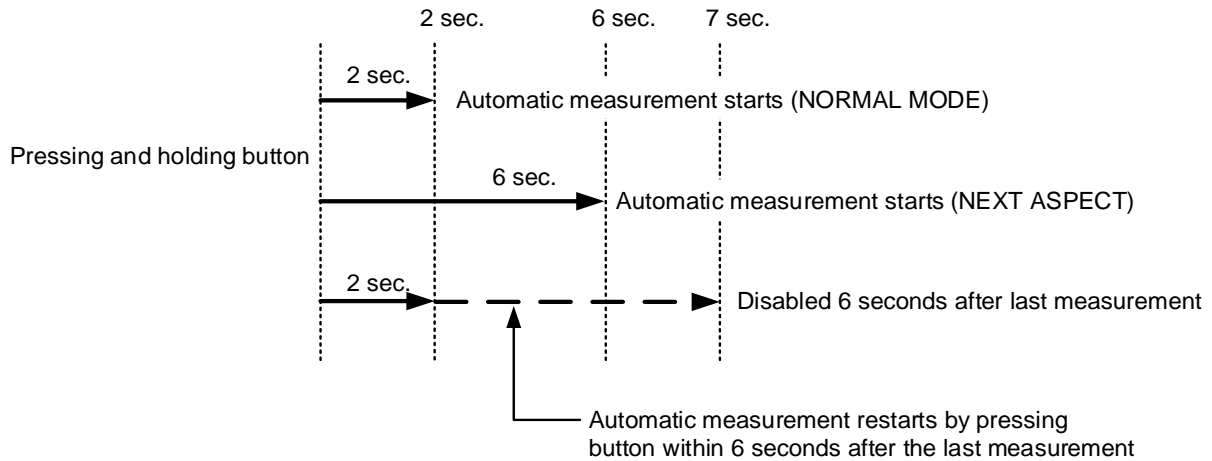 2 sec. 6 sec. 7 sec.
2 sec.
Automatic measurement starts (NORMAL MODE)
Pressing and holding button
6 sec.
Automatic measurement starts (NEXT ASPECT)
2 sec.
Disabled 6 seconds after last measurement
Automatic measurement restarts by pressing
button within 6 seconds after the last measurement